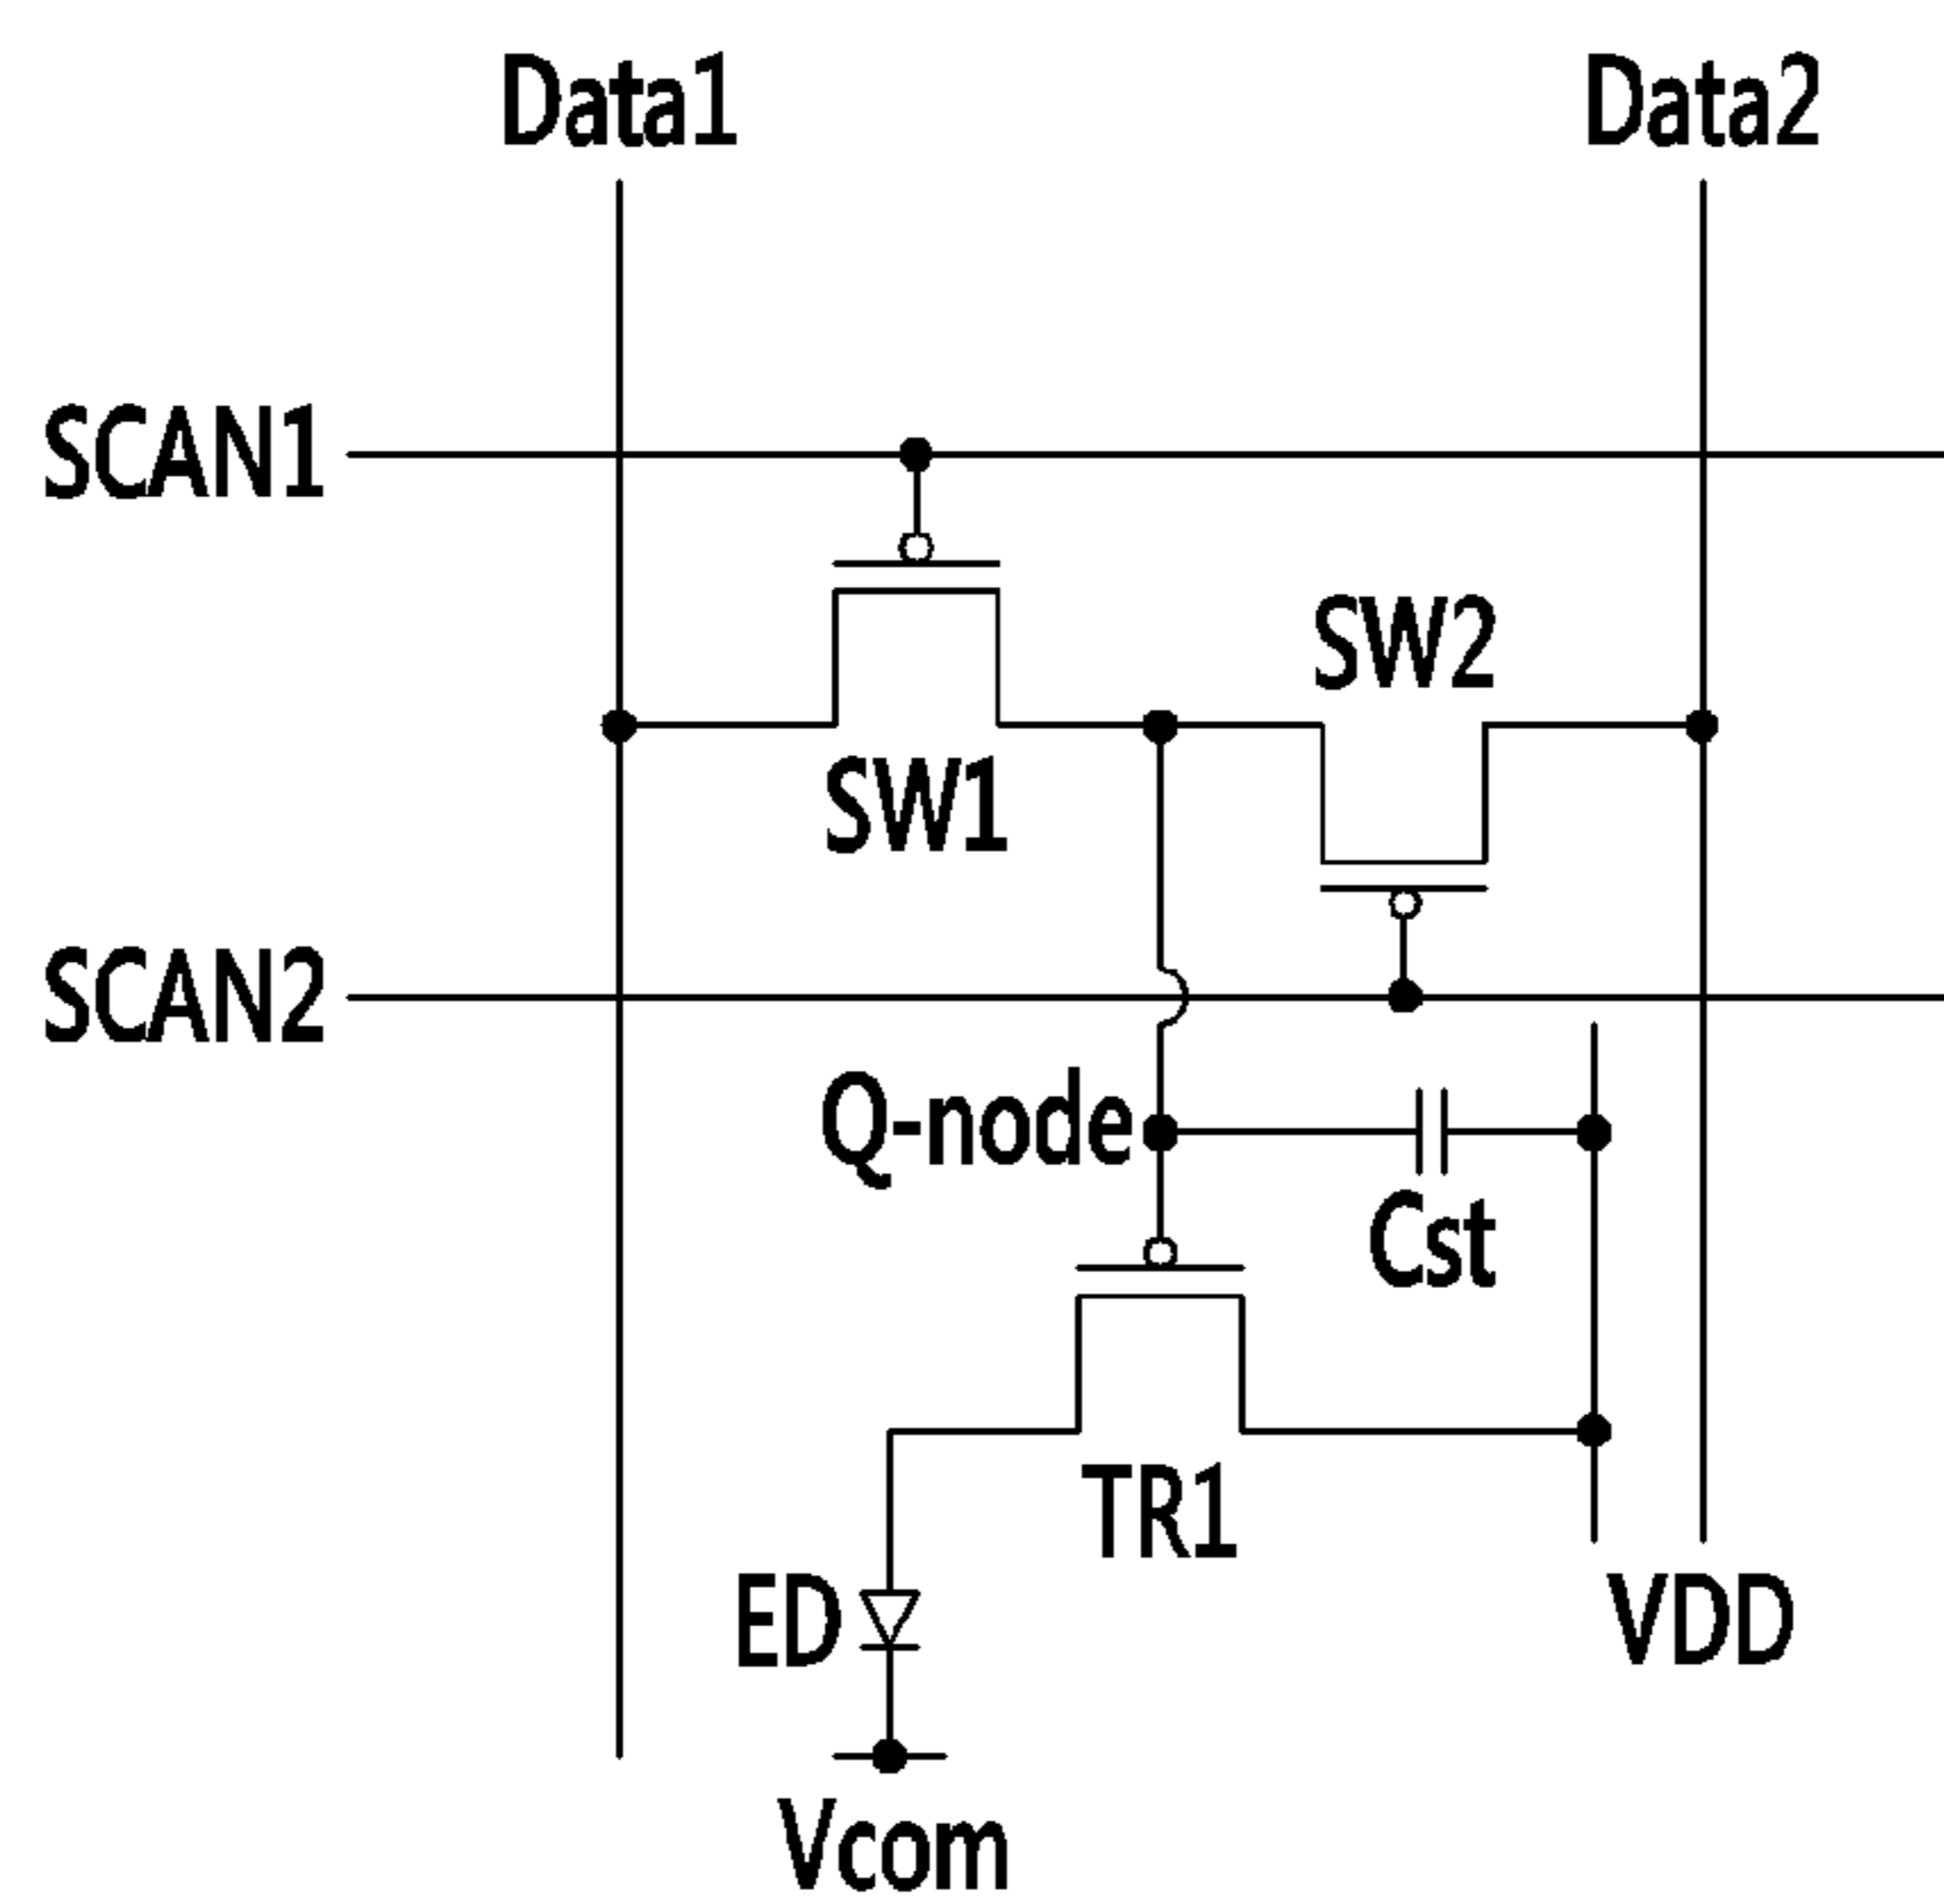 Data1
Data2
SCAN1
SW2
SW1
SCAN2
Q-node
Cst
TR1
ED
VDD
Vcom